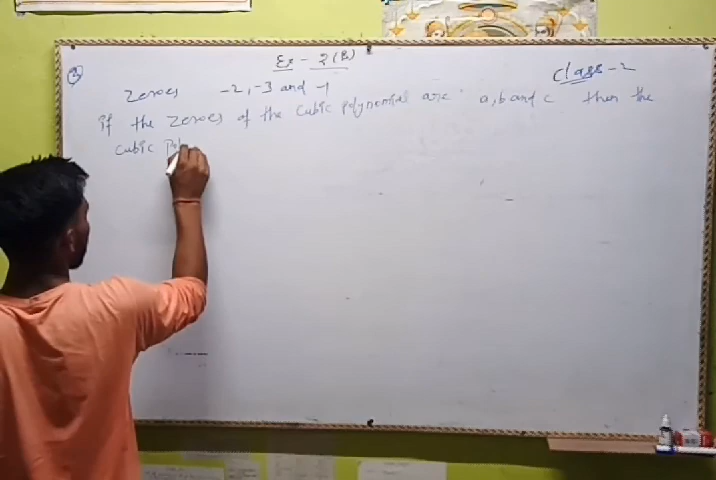 Ex - 2(B)
Class-2
3
Zeroes -2, -3 and -1
if the zeroes of the cubic polynomial are a, b and c then the
cubic Pol